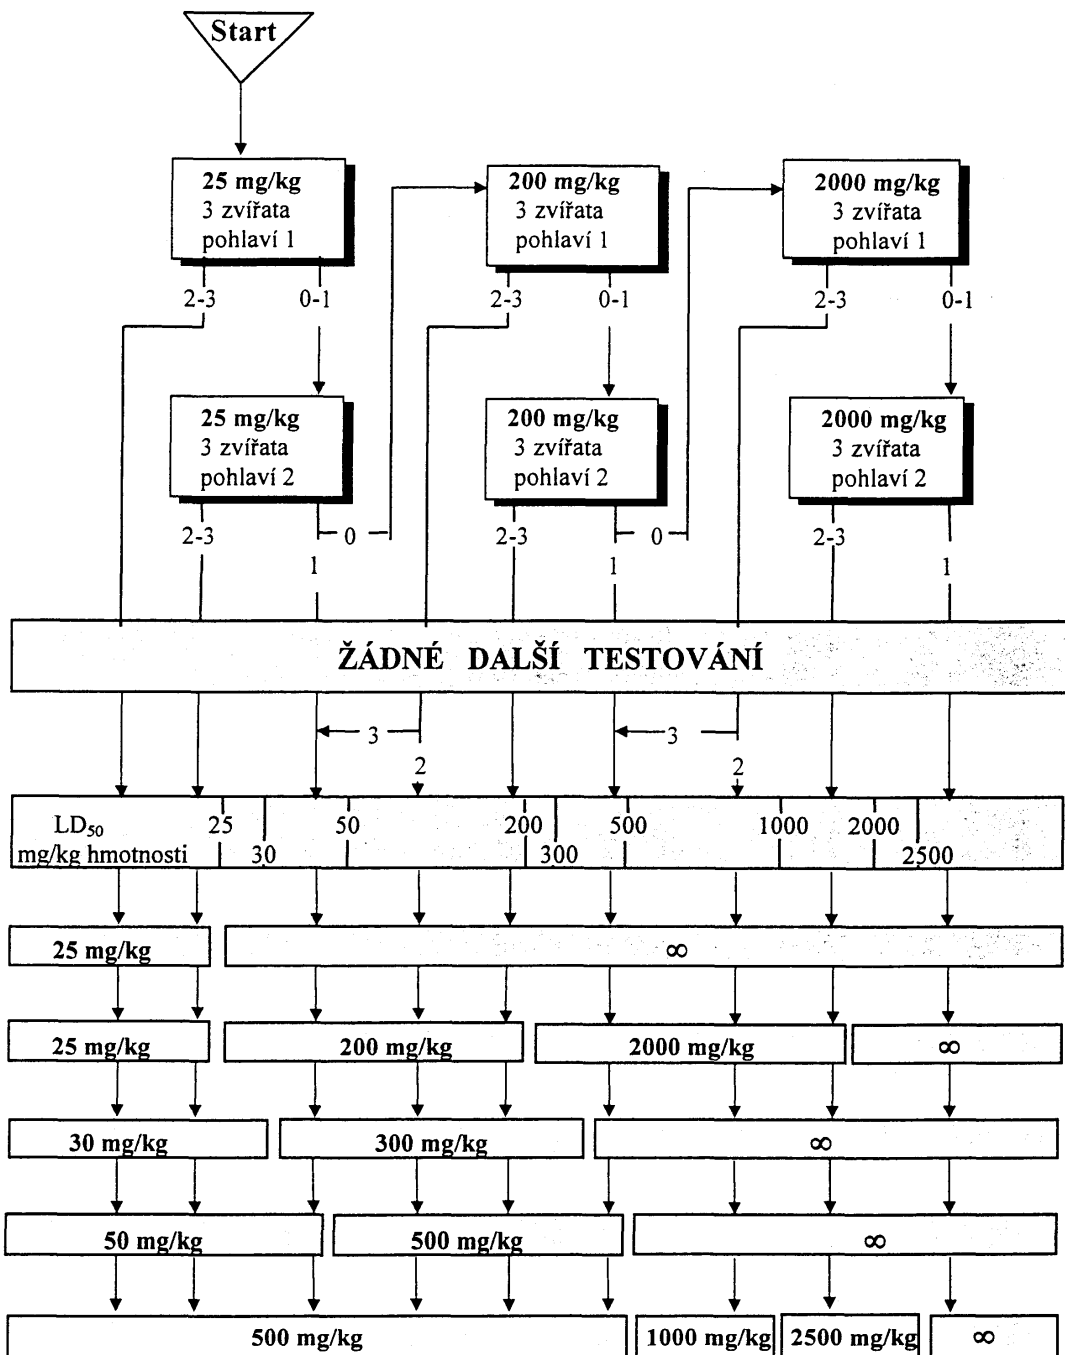 Start
25 mg/kg
3 zvířata
pohlaví 1
200 mg/kg
3 zvířata
pohlaví 1
2000 mg/kg
3 zvířata
pohlaví 1
2-3 0-1 2-3 0-1 2-3 0-1
25 mg/kg
3 zvířata
pohlaví 2
200 mg/kg
3 zvířata
pohlaví 2
2000 mg/kg
3 zvířata
pohlaví 2
2-3 0 2-3 0 2-3
1 1 1
ŽÁDNÉ DALŠÍ TESTOVÁNÍ
3 3
2 2
LD50 25 50 200 500 1000 2000
mg/kg hmotnosti 30 300 2500
25 mg/kg ∞
25 mg/kg 200 mg/kg 2000 mg/kg ∞
30 mg/kg 300 mg/kg ∞
50 mg/kg 500 mg/kg ∞
500 mg/kg 1000 mg/kg 2500 mg/kg ∞